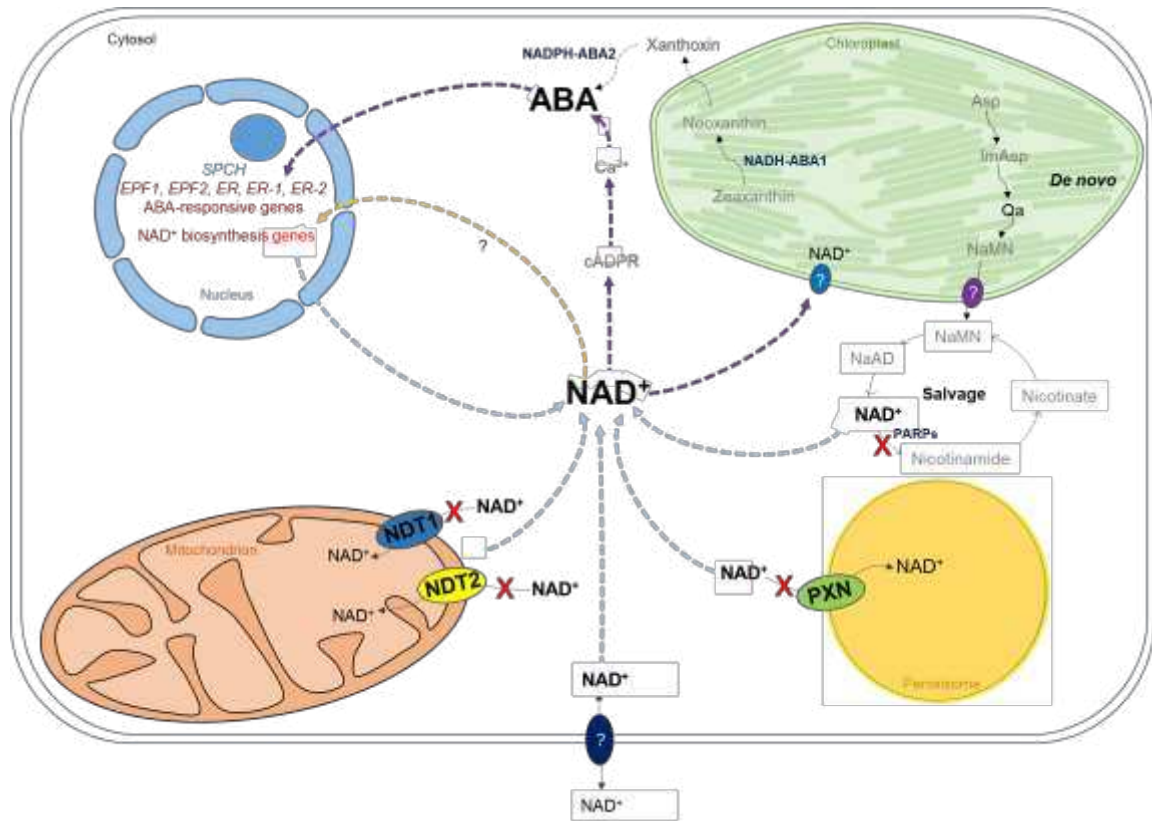 Cytosol
NADPH-ABA2
Xanthoxin
Chloroplast
ABA
Asp
Nooxanthin
Ca²⁺
SPCH
NADH-ABA1
ImAsp
EPF1, EPF2, ER, ER-1, ER-2
ABA-responsive genes
De novo
Zeaxanthin
Qa
NAD⁺ biosynthesis genes
?
NAD⁺
NaMN
cADPR
?
?
Nucleus
NaMN
NaAD
NAD⁺
Salvage
Nicotinate
NAD⁺
PARPs
X
Nicotinamide
X
NAD⁺
NDT1
Mitochondrion
NAD⁺
NDT2
X
NAD⁺
NAD⁺
X
PXN
NAD⁺
NAD⁺
NAD⁺
Peroxisome
?
NAD⁺